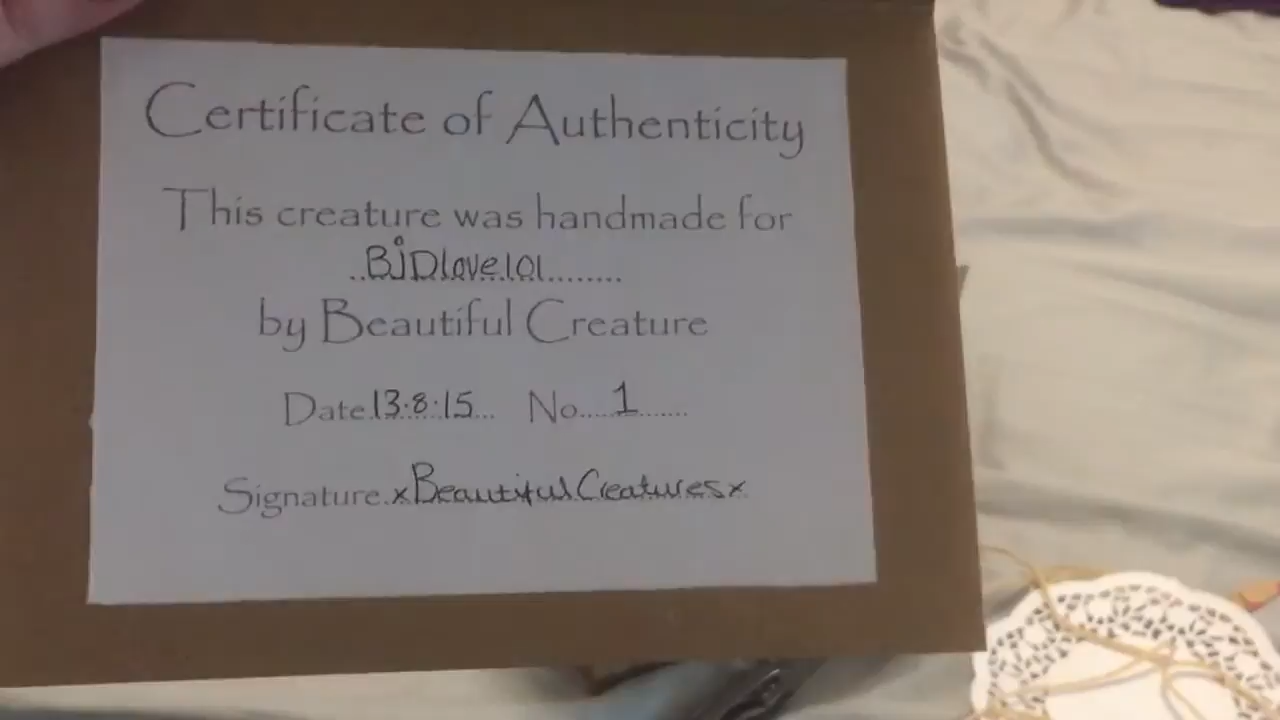 Certificate of Authenticity
This creature was handmade for
..BjDlove101........
by Beautiful Creature
Date.13.8.15... No....1.......
Signature.xBeautiful Creaturesx